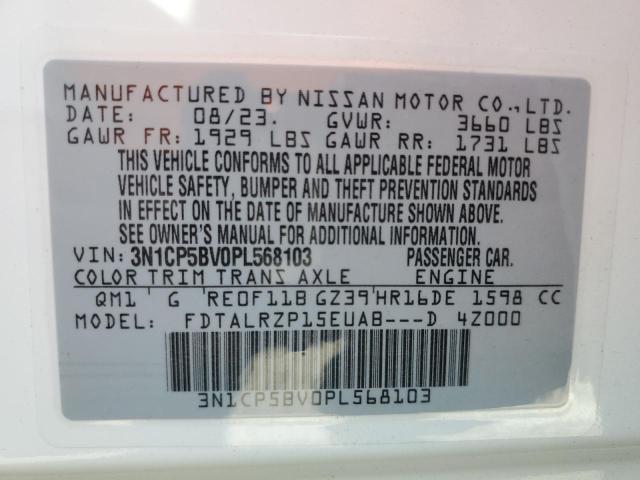 MANUFACTURED BY NISSAN MOTOR CO., LTD.
DATE: 08/23. GVWR: 3660 LBS
GAWR FR: 1929 LBS GAWR RR: 1731 LBS
THIS VEHICLE CONFORMS TO ALL APPLICABLE FEDERAL MOTOR
VEHICLE SAFETY, BUMPER AND THEFT PREVENTION STANDARDS
IN EFFECT ON THE DATE OF MANUFACTURE SHOWN ABOVE.
SEE OWNER'S MANUAL FOR ADDITIONAL INFORMATION.
VIN: 3N1CP5BV0PL568103 PASSENGER CAR.
COLOR TRIM TRANS AXLE ENGINE
QM1 G RE0F11B GZ39 HR16DE 1598 CC
MODEL: FDTALRZP15EUAB---D 4Z000
3N1CP5BV0PL568103